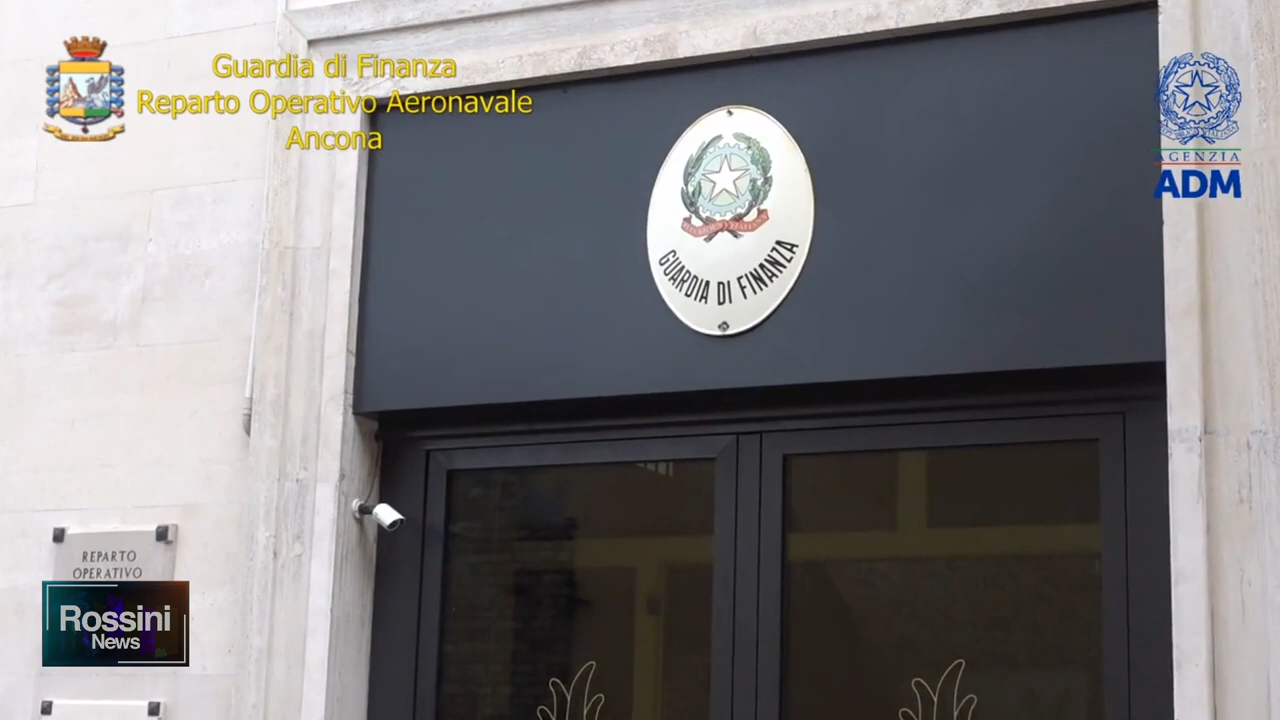 Guardia di Finanza
Reparto Operativo Aeronavale
Ancona
AGENZIA
ADM
GUARDIA DI FINANZA
REPARTO
OPERATIVO
Rossini
News